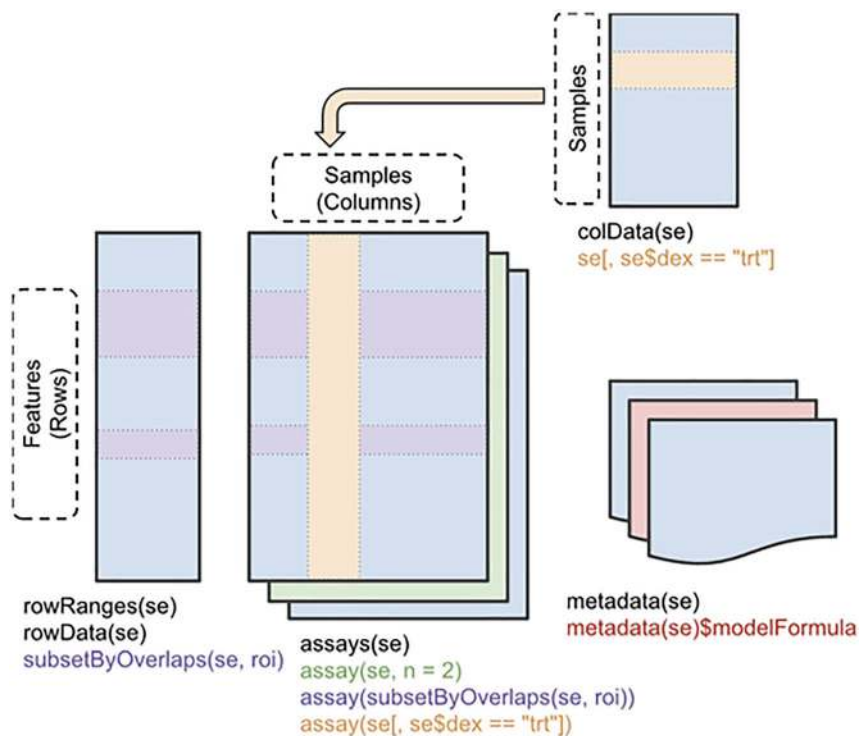 Samples
colData(se)
se[, se$dex == "trt"]
Samples
(Columns)
Features
(Rows)
rowRanges(se)
rowData(se)
subsetByOverlaps(se, roi)
assays(se)
assay(se, n = 2)
assay(subsetByOverlaps(se, roi))
assay(se[, se$dex == "trt"])
metadata(se)
metadata(se)$modelFormula